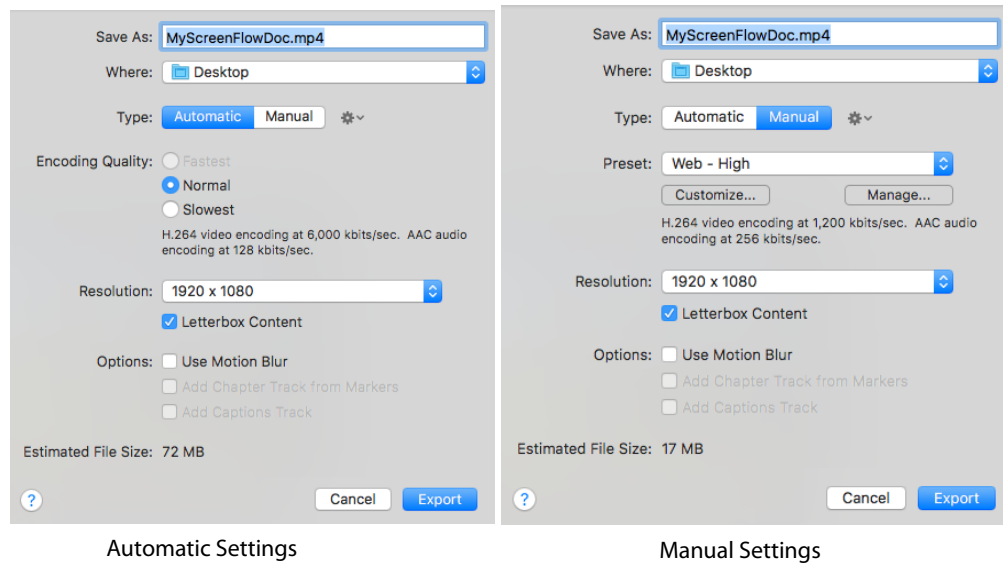 Save As: MyScreenFlowDoc.mp4
Where: Desktop
Type: Automatic Manual
Encoding Quality: Fastest
Normal
Slowest
H.264 video encoding at 6,000 kbits/sec. AAC audio
encoding at 128 kbits/sec.
Resolution: 1920 x 1080
Letterbox Content
Options: Use Motion Blur
Add Chapter Track from Markers
Add Captions Track
Estimated File Size: 72 MB
? Cancel Export
Automatic Settings
Save As: MyScreenFlowDoc.mp4
Where: Desktop
Type: Automatic Manual
Preset: Web - High
Customize... Manage...
H.264 video encoding at 1,200 kbits/sec. AAC audio
encoding at 256 kbits/sec.
Resolution: 1920 x 1080
Letterbox Content
Options: Use Motion Blur
Add Chapter Track from Markers
Add Captions Track
Estimated File Size: 17 MB
? Cancel Export
Manual Settings